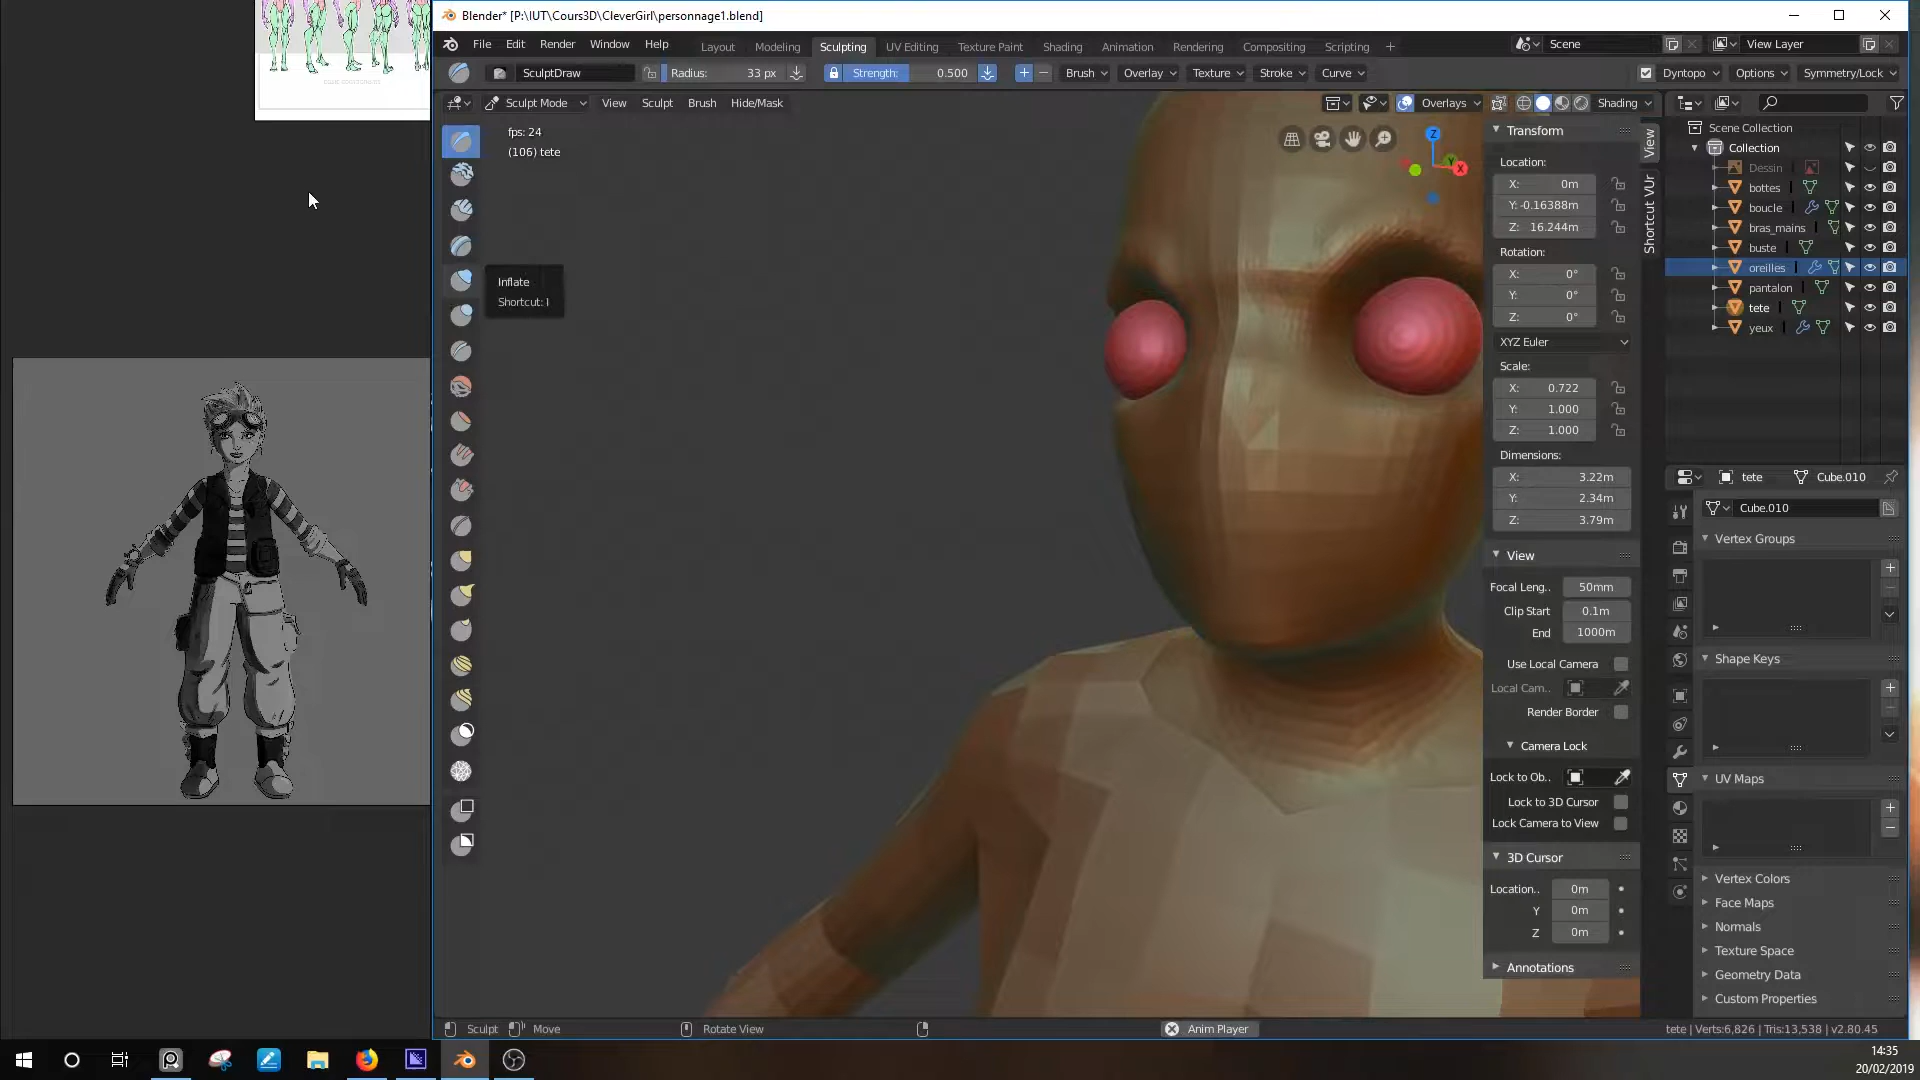 Blender* [P:\IUT\Cours3D\CleverGirl\personnage1.blend]
File Edit Render Window Help Layout Modeling Sculpting UV Editing Texture Paint Shading Animation Rendering Compositing Scripting + Scene View Layer
SculptDraw Radius: 33 px Strength: 0.500 Brush Overlay Texture Stroke Curve Dyntopo Options Symmetry/Lock
Sculpt Mode View Sculpt Brush Hide/Mask Overlays Shading
fps: 24
(106) tete
Inflate
Shortcut: I
Z
Y
X
Transform
Location:
X: 0m
Y: -0.16388m
Z: 16.244m
Rotation:
X: 0°
Y: 0°
Z: 0°
XYZ Euler
Scale:
X: 0.722
Y: 1.000
Z: 1.000
Dimensions:
X: 3.22m
Y: 2.34m
Z: 3.79m
View
Focal Leng.. 50mm
Clip Start 0.1m
End 1000m
Use Local Camera
Local Cam..
Render Border
Camera Lock
Lock to Ob..
Lock to 3D Cursor
Lock Camera to View
3D Cursor
Location.. 0m
Y 0m
Z 0m
Annotations
View
Shortcut VUr
Scene Collection
Collection
Dessin
bottes
boucle
bras_mains
buste
oreilles
pantalon
tete
yeux
tete Cube.010
Cube.010
Vertex Groups
Shape Keys
UV Maps
Vertex Colors
Face Maps
Normals
Texture Space
Geometry Data
Custom Properties
Sculpt Move Rotate View Anim Player tete | Verts:6,826 | Tris:13,538 | v2.80.45
14:35
20/02/2019